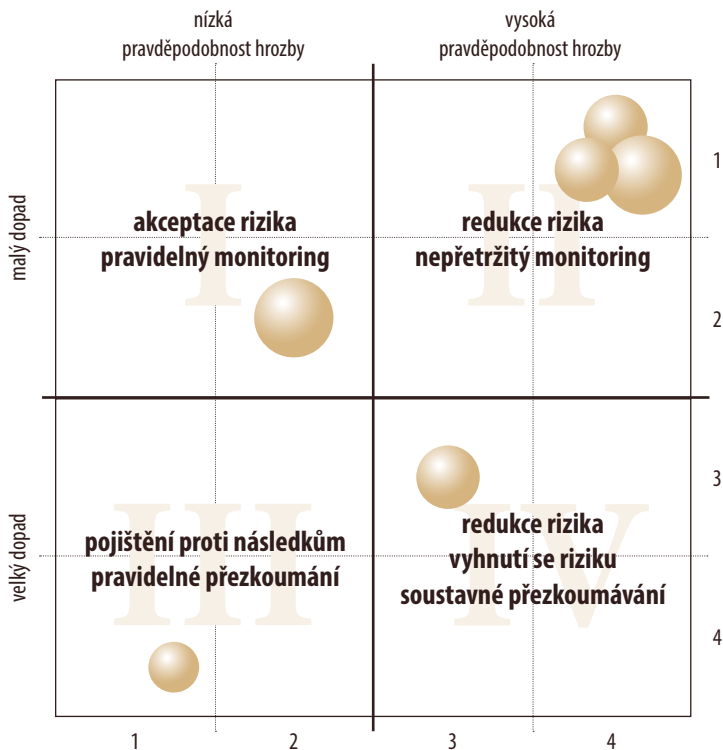 nízká
pravděpodobnost hrozby
vysoká
pravděpodobnost hrozby
malý dopad
I
akceptace rizika
pravidelný monitoring
II
redukce rizika
nepřetržitý monitoring
1
2
velký dopad
III
pojištění proti následkům
pravidelné přezkoumání
IV
redukce rizika
vyhnutí se riziku
soustavné přezkoumávání
3
4
1
2
3
4